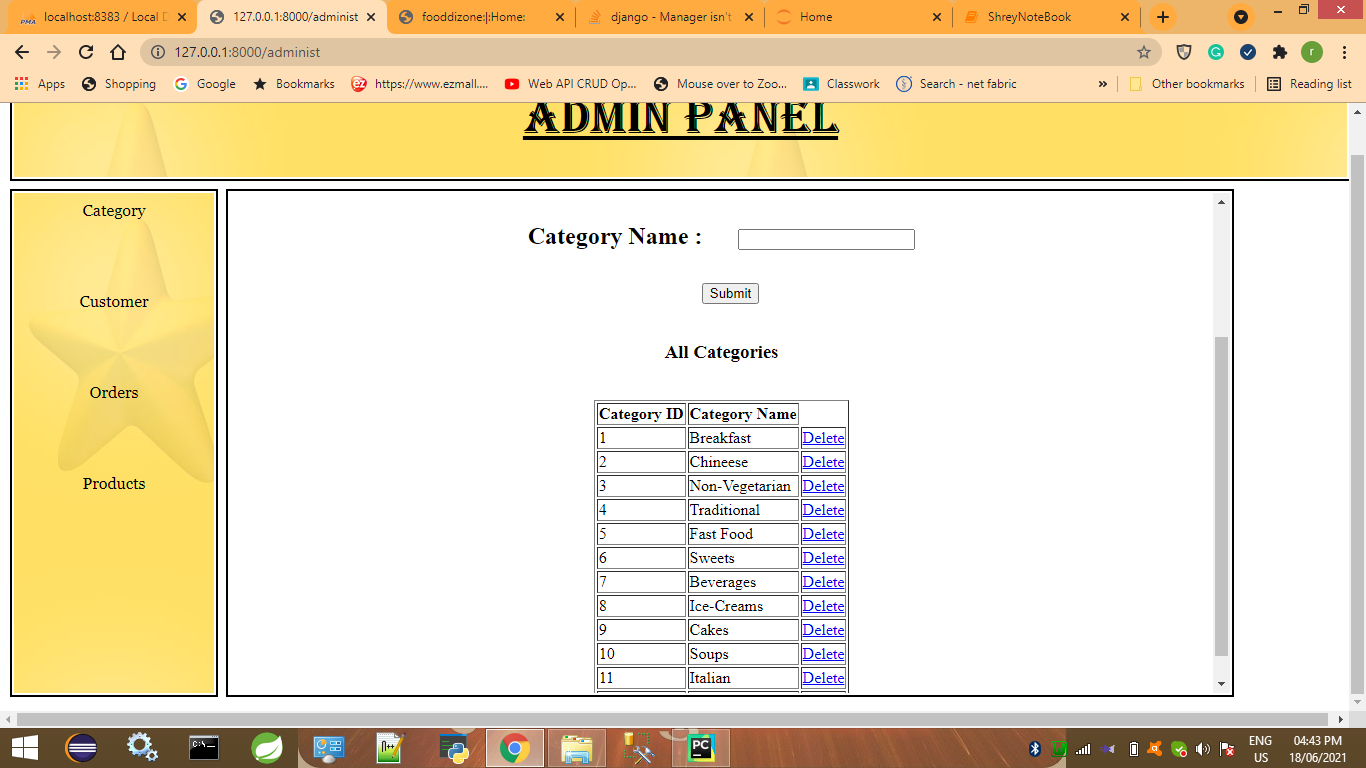 PMA localhost:8383 / Local D
127.0.0.1:8000/administ
fooddizone:|:Home:
django - Manager isn't
Home
ShreyNoteBook
127.0.0.1:8000/administ
r
Apps
Shopping
Google
Bookmarks
ez https://www.ezmall....
Web API CRUD Op...
Mouse over to Zoo...
Classwork
Search - net fabric
»
Other bookmarks
Reading list
ADMIN PANEL
Category
Customer
Orders
Products
Category Name :
Submit
All Categories
Category ID Category Name
1 Breakfast Delete
2 Chineese Delete
3 Non-Vegetarian Delete
4 Traditional Delete
5 Fast Food Delete
6 Sweets Delete
7 Beverages Delete
8 Ice-Creams Delete
9 Cakes Delete
10 Soups Delete
11 Italian Delete
PC
ENG
US
04:43 PM
18/06/2021